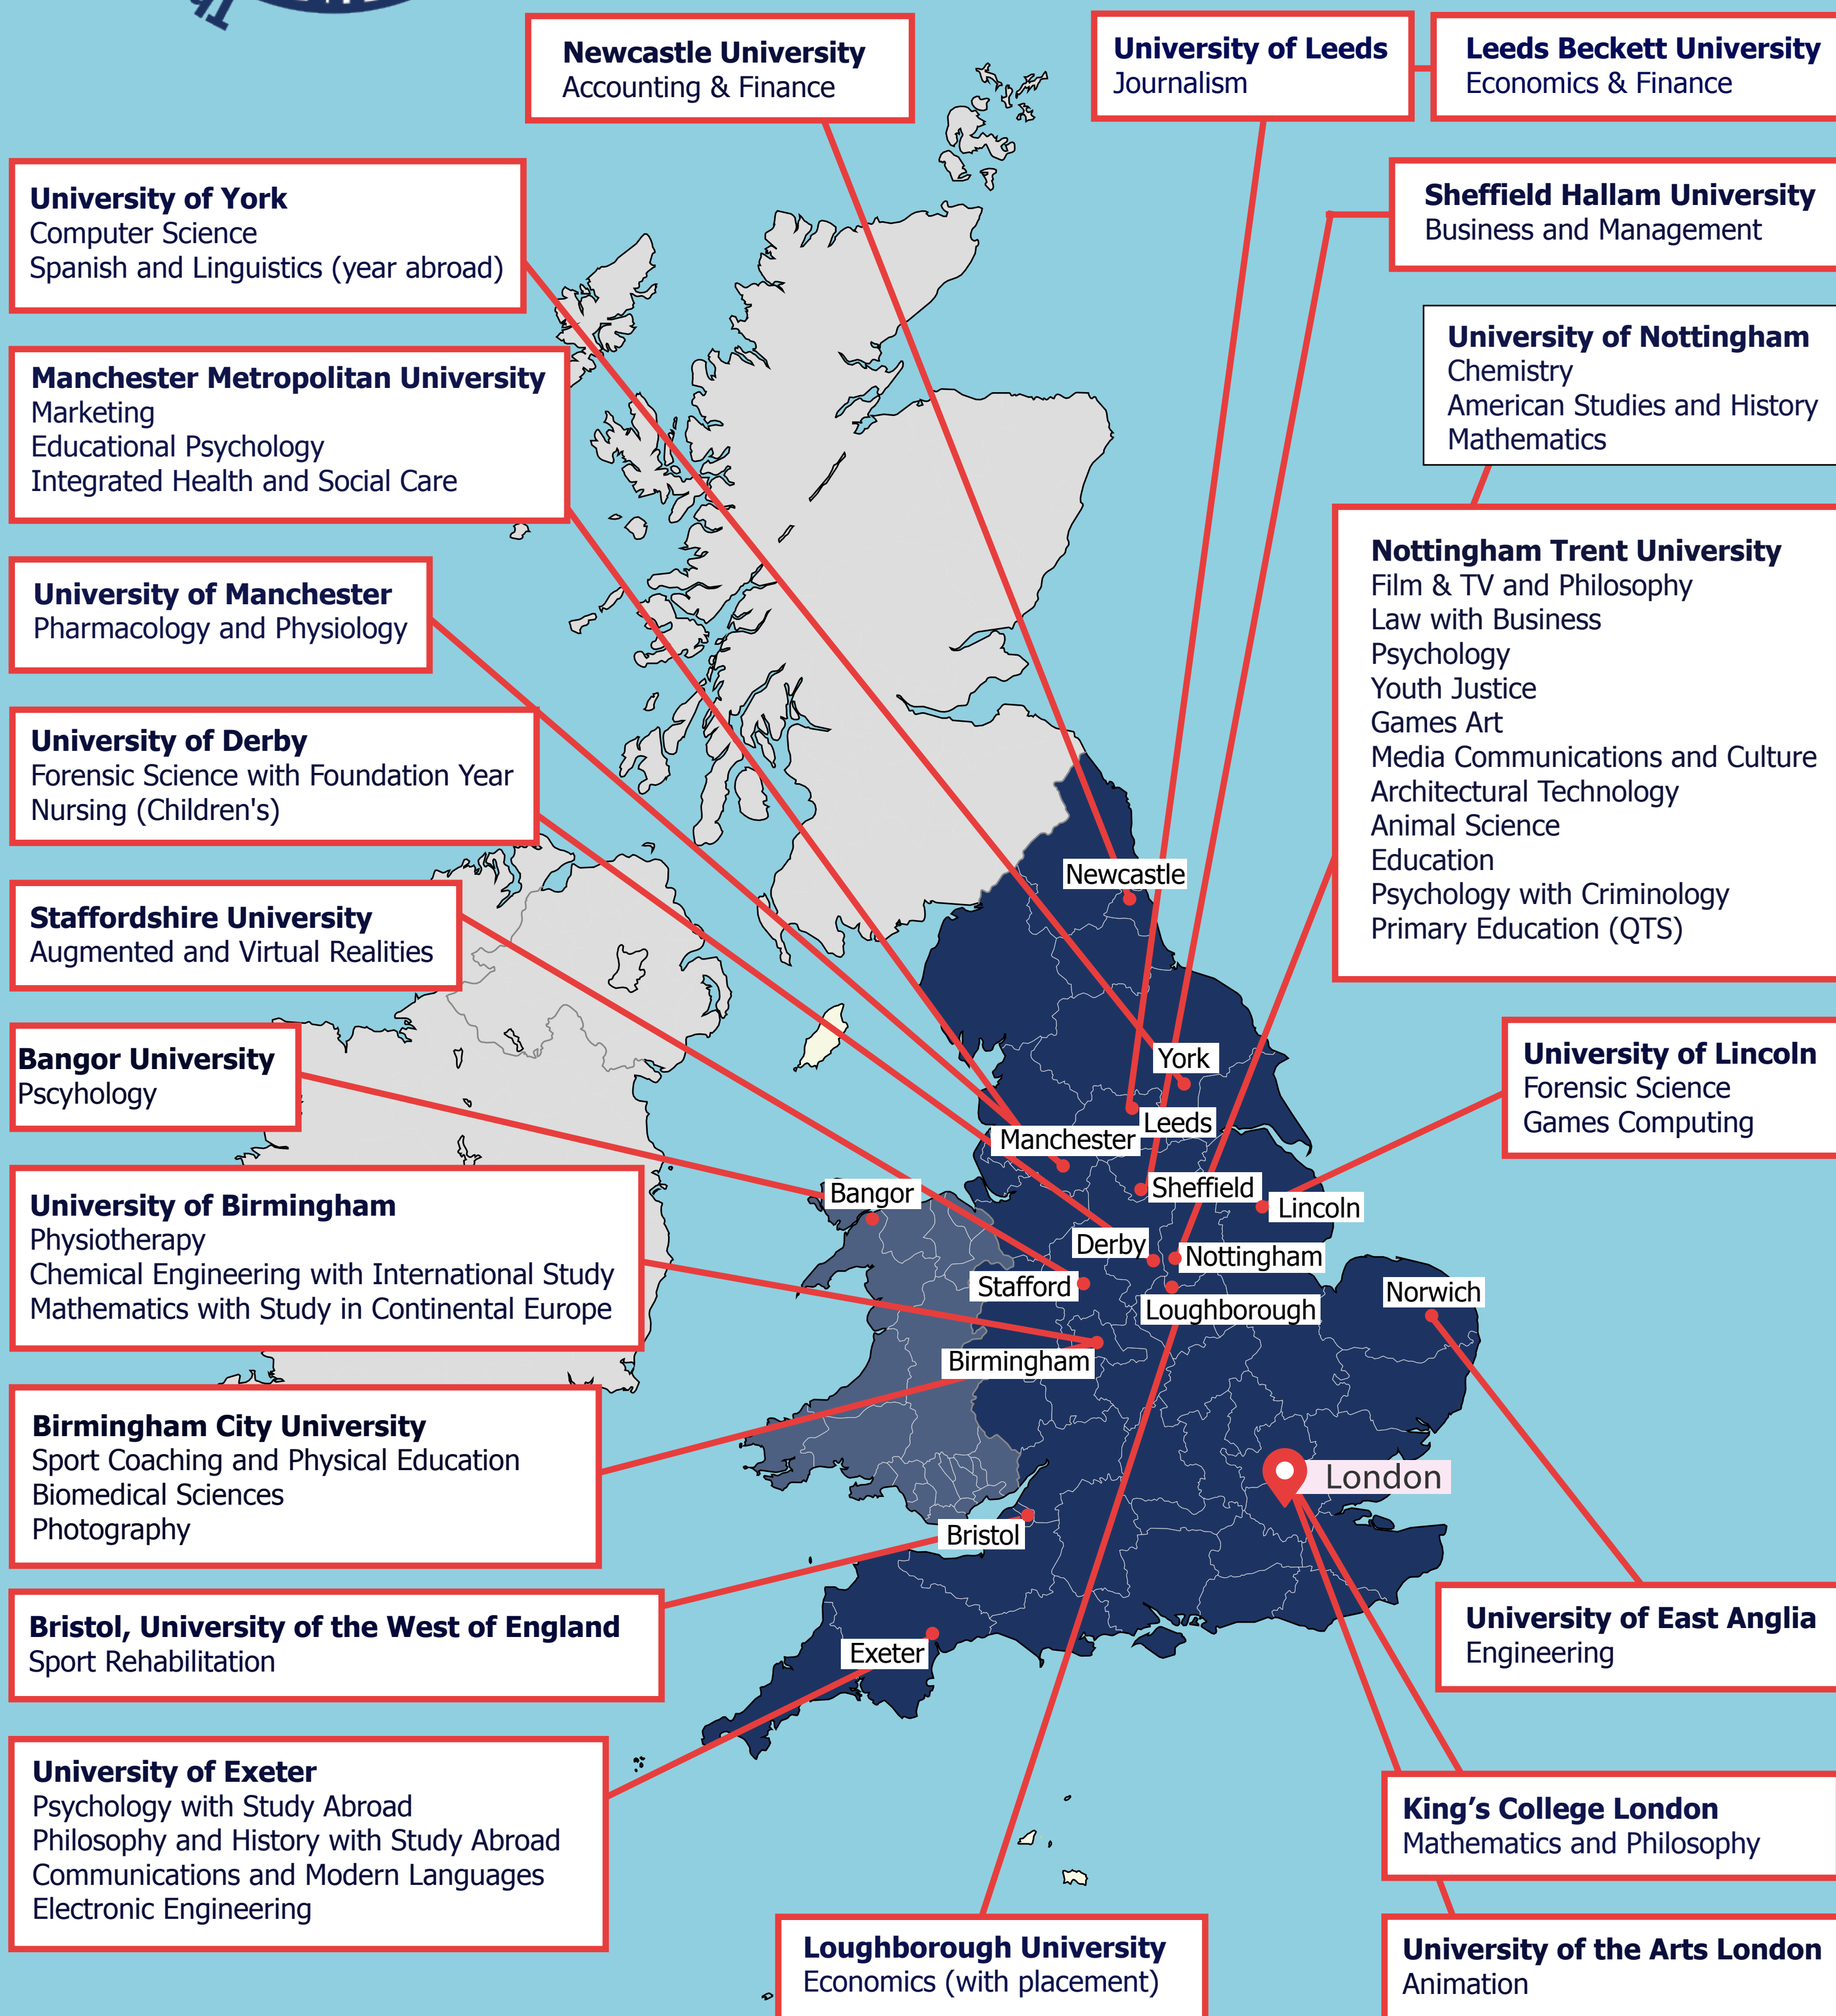 Newcastle University
Accounting & Finance
University of Leeds
Journalism
Leeds Beckett University
Economics & Finance
University of York
Computer Science
Spanish and Linguistics (year abroad)
Sheffield Hallam University
Business and Management
University of Nottingham
Chemistry
American Studies and History
Mathematics
Manchester Metropolitan University
Marketing
Educational Psychology
Integrated Health and Social Care
Nottingham Trent University
Film & TV and Philosophy
Law with Business
Psychology
Youth Justice
Games Art
Media Communications and Culture
Architectural Technology
Animal Science
Education
Psychology with Criminology
Primary Education (QTS)
University of Manchester
Pharmacology and Physiology
University of Derby
Forensic Science with Foundation Year
Nursing (Children's)
Staffordshire University
Augmented and Virtual Realities
Bangor University
Pscyhology
University of Lincoln
Forensic Science
Games Computing
University of Birmingham
Physiotherapy
Chemical Engineering with International Study
Mathematics with Study in Continental Europe
Birmingham City University
Sport Coaching and Physical Education
Biomedical Sciences
Photography
Bristol, University of the West of England
Sport Rehabilitation
University of Exeter
Psychology with Study Abroad
Philosophy and History with Study Abroad
Communications and Modern Languages
Electronic Engineering
University of East Anglia
Engineering
King’s College London
Mathematics and Philosophy
Loughborough University
Economics (with placement)
University of the Arts London
Animation
Newcastle
York
Leeds
Manchester
Sheffield
Bangor
Lincoln
Derby
Nottingham
Stafford
Norwich
Loughborough
Birmingham
London
Bristol
Exeter